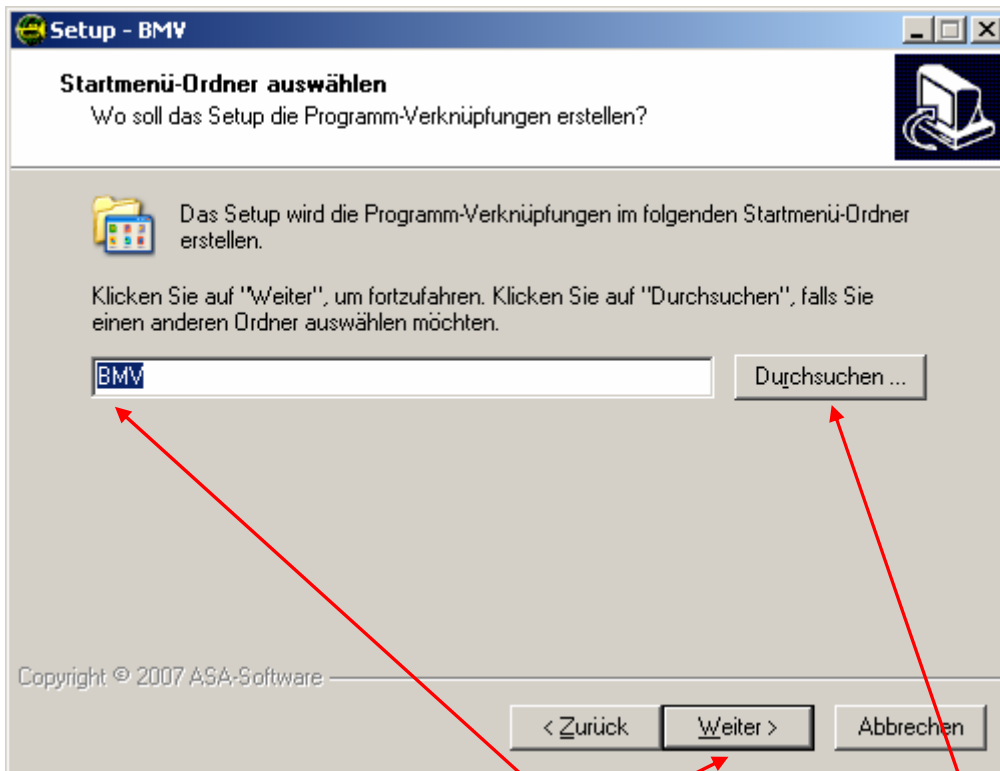 Setup - BMV
Startmenü-Ordner auswählen
Wo soll das Setup die Programm-Verknüpfungen erstellen?
Das Setup wird die Programm-Verknüpfungen im folgenden Startmenü-Ordner
erstellen.
Klicken Sie auf "Weiter", um fortzufahren. Klicken Sie auf "Durchsuchen", falls Sie
einen anderen Ordner auswählen möchten.
BMV
Durchsuchen ...
Copyright © 2007 ASA-Software
< Zurück
Weiter >
Abbrechen